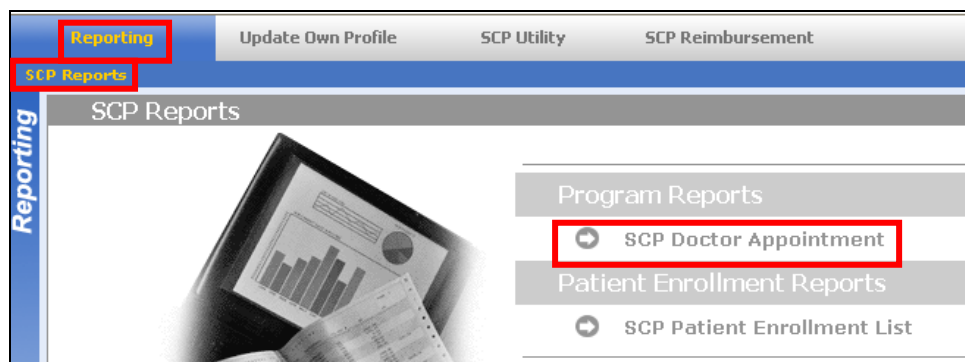 Reporting Update Own Profile SCP Utility SCP Reimbursement
SCP Reports
Reporting
SCP Reports
Program Reports
SCP Doctor Appointment
Patient Enrollment Reports
SCP Patient Enrollment List